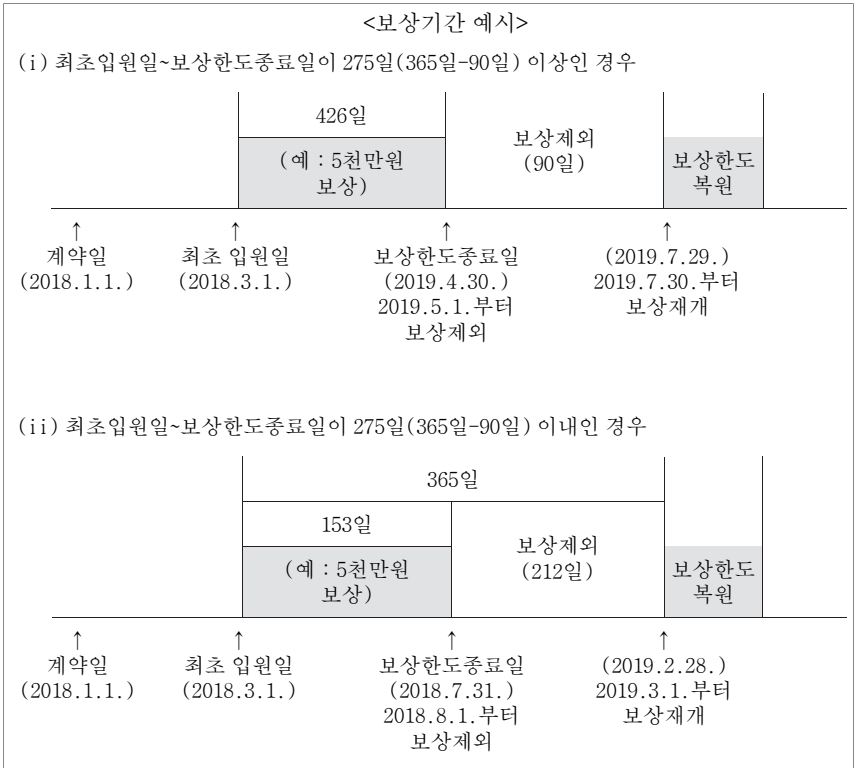 <보상기간 예시>
(i) 최초입원일~보상한도종료일이 275일(365일-90일) 이상인 경우
426일
(예 : 5천만원
보상)
보상제외
(90일)
보상한도
복원
↑
계약일
(2018.1.1.)
↑
최초 입원일
(2018.3.1.)
↑
보상한도종료일
(2019.4.30.)
2019.5.1.부터
보상제외
↑
(2019.7.29.)
2019.7.30.부터
보상재개
(ii) 최초입원일~보상한도종료일이 275일(365일-90일) 이내인 경우
365일
153일
(예 : 5천만원
보상)
보상제외
(212일)
보상한도
복원
↑
계약일
(2018.1.1.)
↑
최초 입원일
(2018.3.1.)
↑
보상한도종료일
(2018.7.31.)
2018.8.1.부터
보상제외
↑
(2019.2.28.)
2019.3.1.부터
보상재개